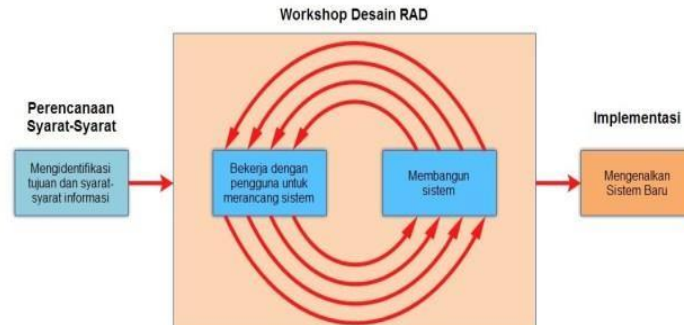 Workshop Desain RAD
Perencanaan
Syarat-Syarat
Mengidentifikasi
tujuan dan syarat-
syarat informasi
Bekerja dengan
pengguna untuk
merancang sistem
Membangun
sistem
Implementasi
Mengenalkan
Sistem Baru